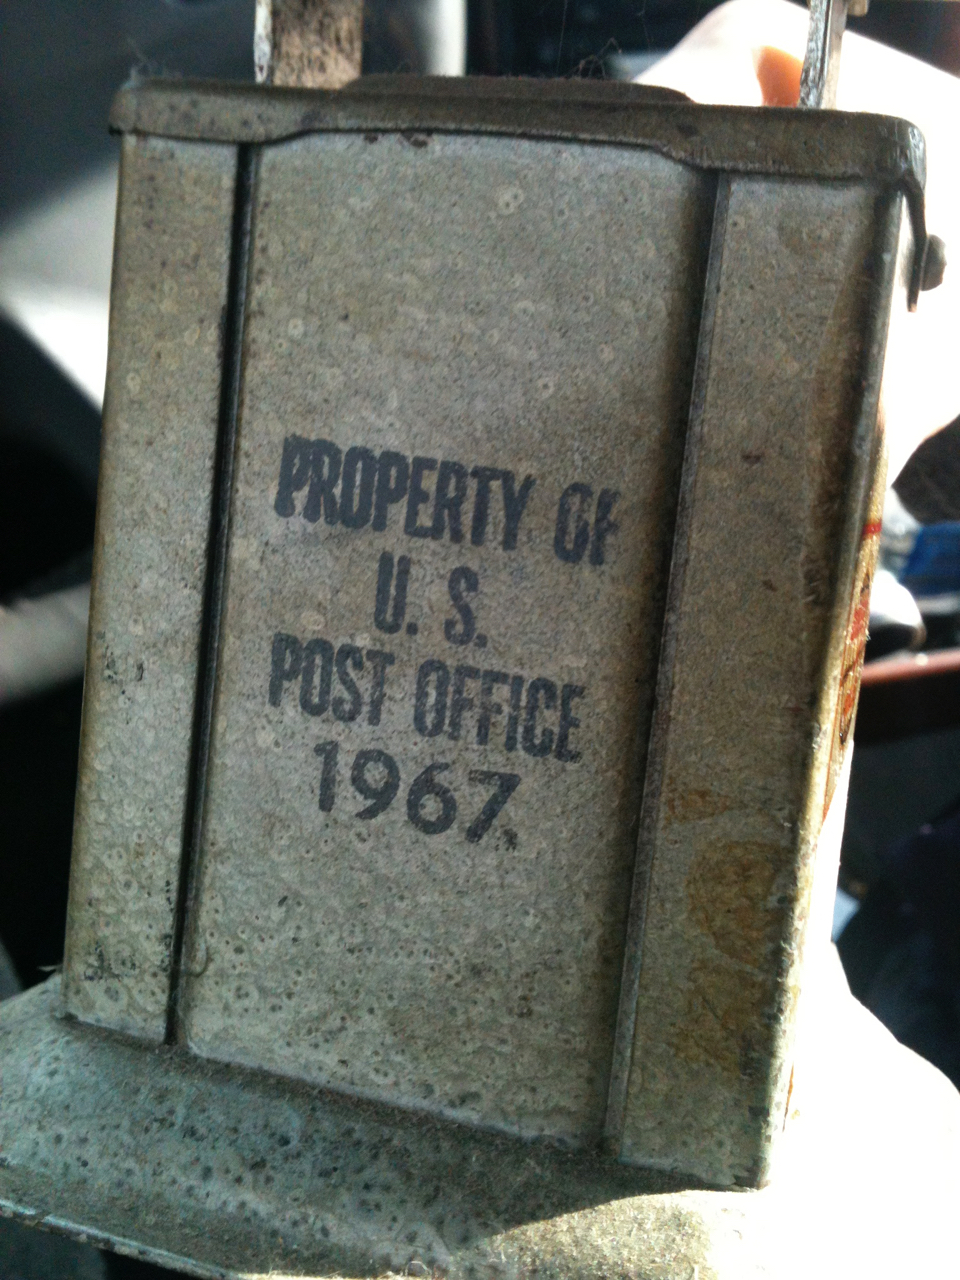 PROPERTY OF
U. S.
POST OFFICE
1967